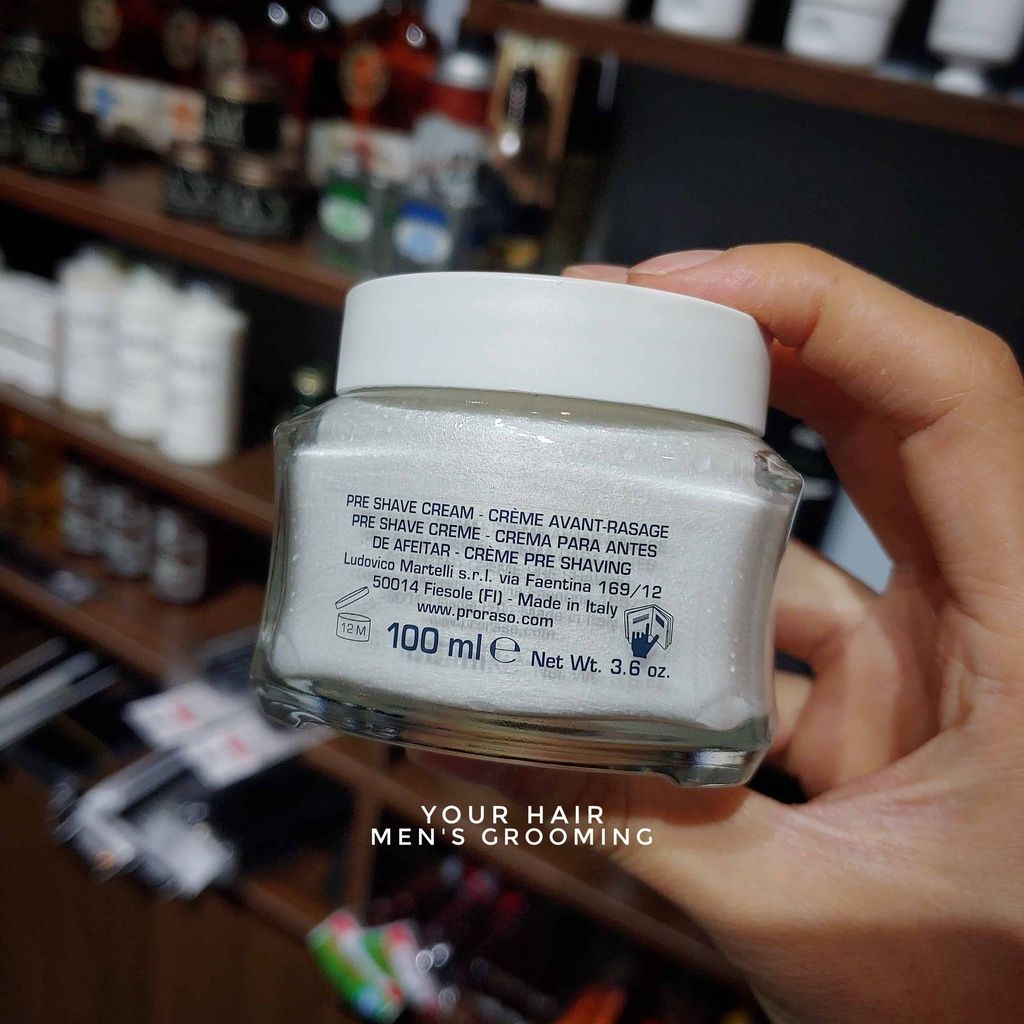 PRE SHAVE CREAM - CRÈME AVANT-RASAGE
PRE SHAVE CREME - CREMA PARA ANTES
DE AFEITAR - CRÈME PRE SHAVING
Ludovico Martelli s.r.l. via Faentina 169/12
50014 Fiesole (FI) - Made in Italy
www.proraso.com
12 M
100 ml ℮ Net Wt. 3.6 oz.
YOUR HAIR
MEN'S GROOMING